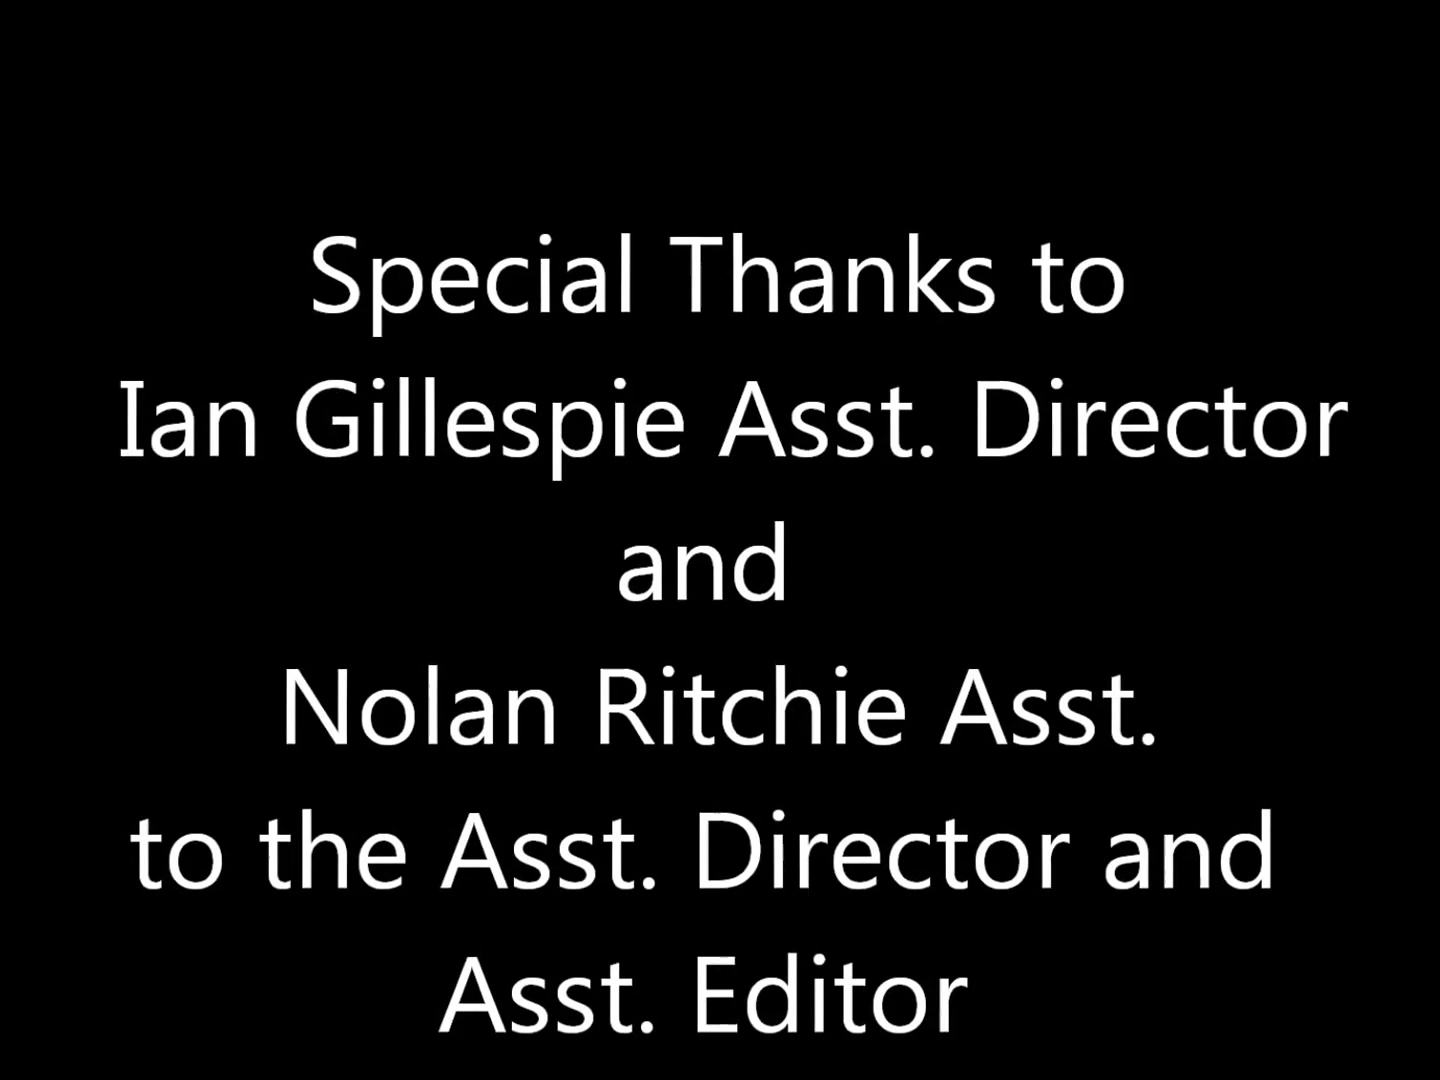 Special Thanks to
Ian Gillespie Asst. Director
and
Nolan Ritchie Asst.
to the Asst. Director and
Asst. Editor